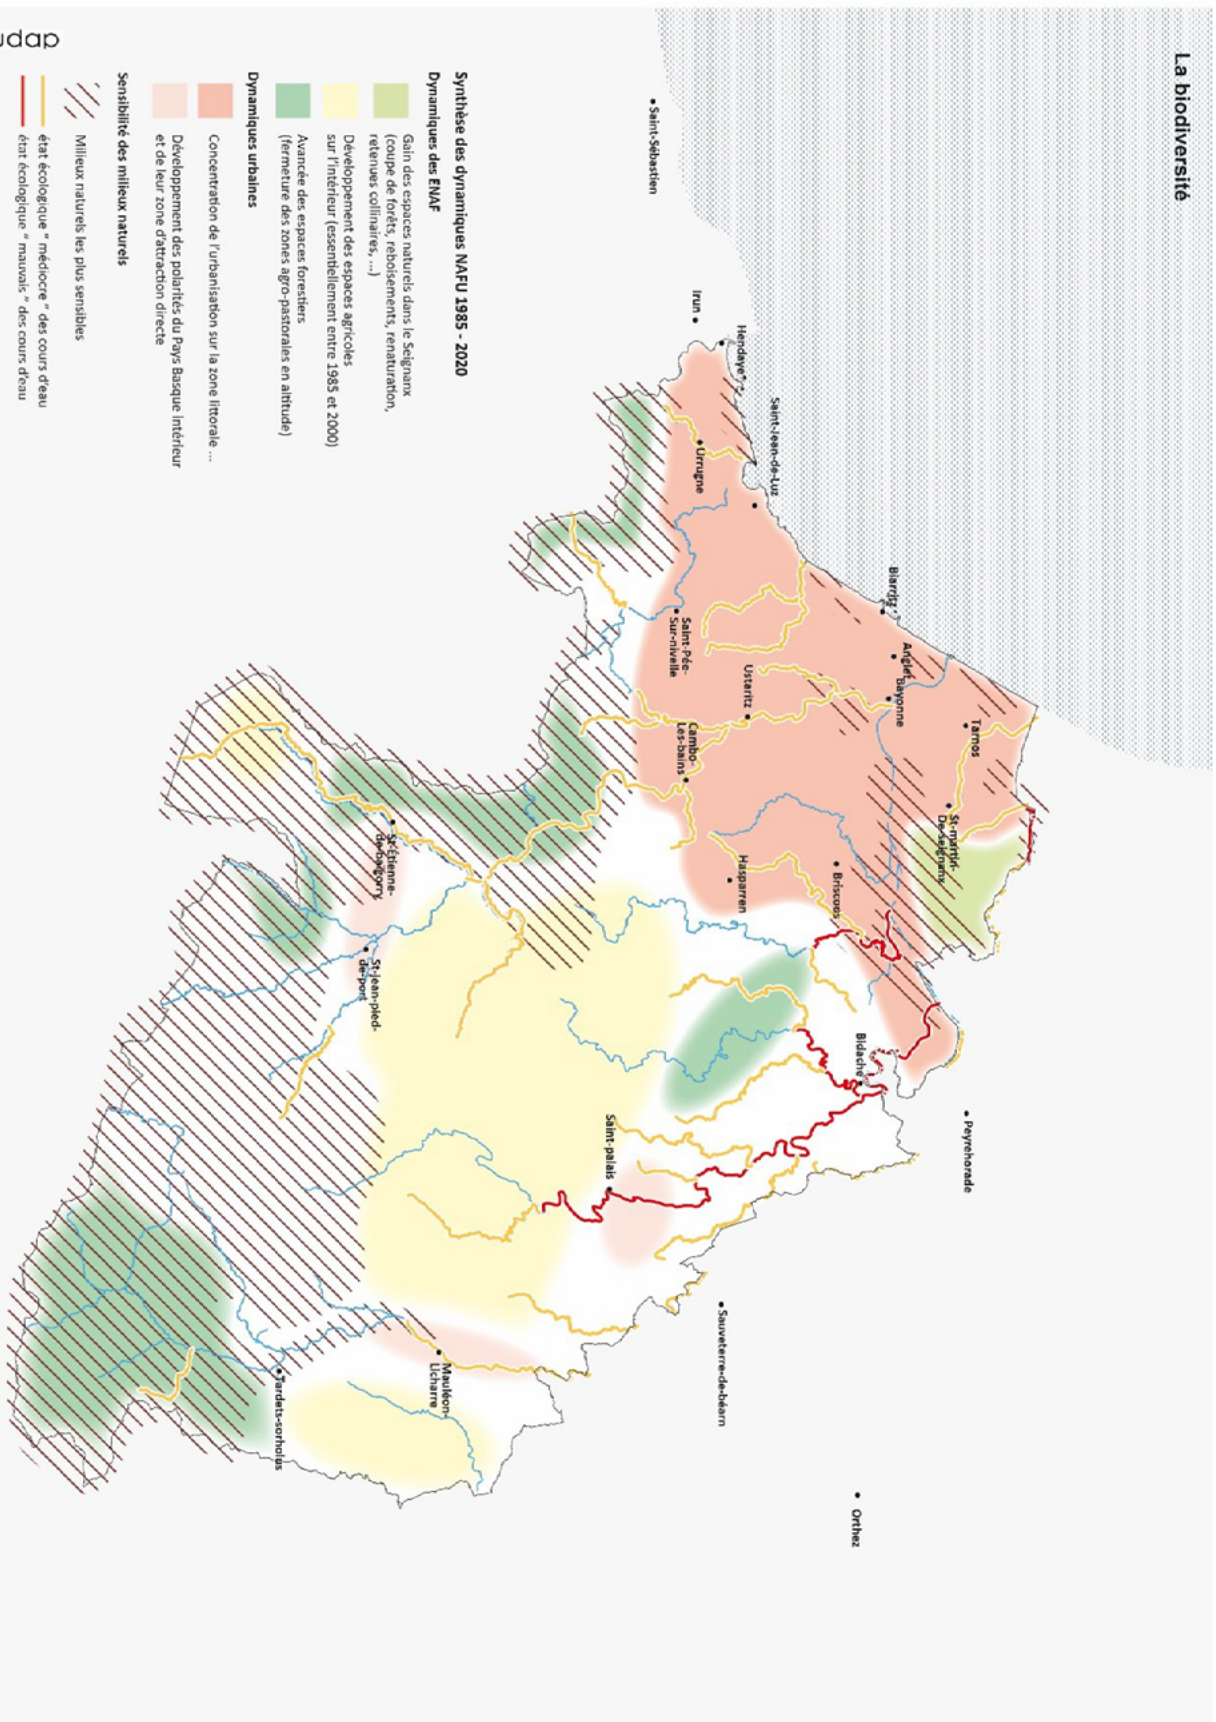 La biodiversité
Synthèse des dynamiques NAFU 1985 - 2020
Dynamiques des ENAF
Gain des espaces naturels dans le Seignanx
(coupe de forêts, reboisements, renaturation,
retenues collinaires, ...)
Développement des espaces agricoles
sur l'intérieur (essentiellement entre 1985 et 2000)
Avancée des espaces forestiers
(fermeture des zones agro-pastorales en altitude)
Dynamiques urbaines
Concentration de l'urbanisation sur la zone littorale ...
Développement des polarités du Pays Basque Intérieur
et de leur zone d'attraction directe
Sensibilité des milieux naturels
Milieux naturels les plus sensibles
état écologique " médiocre " des cours d'eau
état écologique " mauvais " des cours d'eau
udap
Saint-Sébastien
Irun
Hendaye
Saint-Jean-de-Luz
Urrugne
Biarritz
Anglet
Bayonne
Tarnos
St-martin-
De-seignanx
Saint-Pée-
Sur-nivelle
Ustaritz
Cambo-
Les-bains
Hasparren
Briscous
Bidache
Peyrehorade
St-Étienne-
de-baïgorry
St-jean-pied-
de-port
Saint-palais
Sauveterre-de-béarn
Mauléon-
Licharre
Tardets-sorholus
Orthez